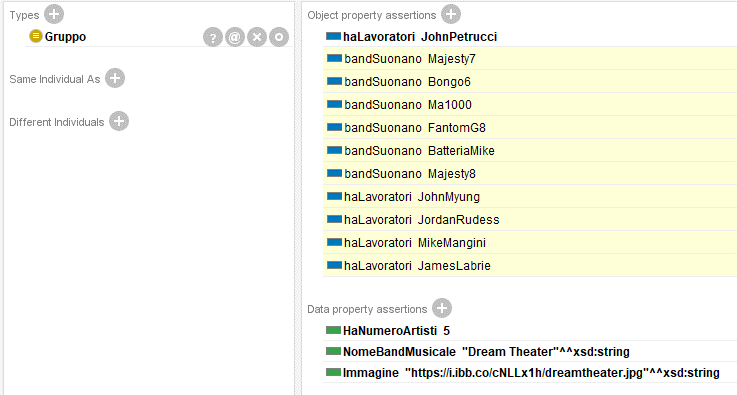 Types
Gruppo
Same Individual As
Different Individuals
Object property assertions
haLavoratori JohnPetrucci
bandSuonano Majesty7
bandSuonano Bongo6
bandSuonano Ma1000
bandSuonano FantomG8
bandSuonano BatteriaMike
bandSuonano Majesty8
haLavoratori JohnMyung
haLavoratori JordanRudess
haLavoratori MikeMangini
haLavoratori JamesLabrie
Data property assertions
HaNumeroArtisti 5
NomeBandMusicale "Dream Theater"^^xsd:string
Immagine "https://i.ibb.co/cNLLx1h/dreamtheater.jpg"^^xsd:string